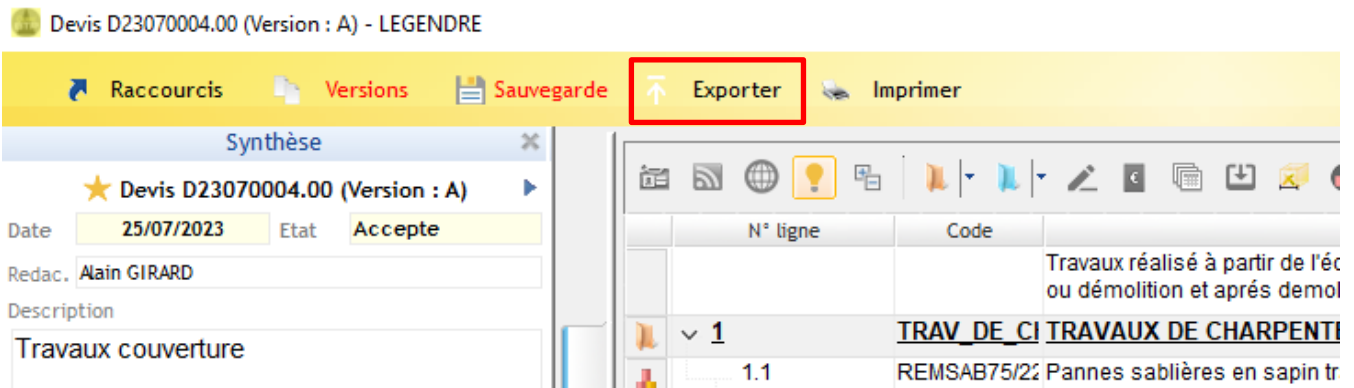 Devis D23070004.00 (Version : A) - LEGENDRE
Raccourcis Versions Sauvegarde Exporter Imprimer
Synthèse
Devis D23070004.00 (Version : A)
Date 25/07/2023 Etat Accepte
Redac. Alain GIRARD
Description
Travaux couverture
N° ligne Code
Travaux réalisé à partir de l'éc
ou démolition et aprés demol
1 TRAV_DE_CI TRAVAUX DE CHARPENTE
1.1 REMSAB75/22 Pannes sablières en sapin tr